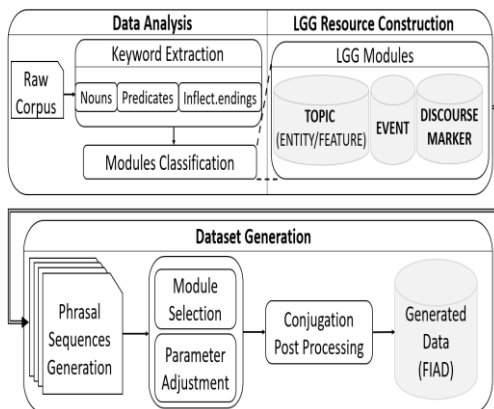 Data Analysis
Keyword Extraction
Raw
Corpus
Nouns
Predicates
Inflect.endings
Modules Classification
LGG Resource Construction
LGG Modules
TOPIC
(ENTITY/FEATURE)
EVENT
DISCOURSE
MARKER
Dataset Generation
Phrasal
Sequences
Generation
Module
Selection
Parameter
Adjustment
Conjugation
Post Processing
Generated
Data
(FIAD)